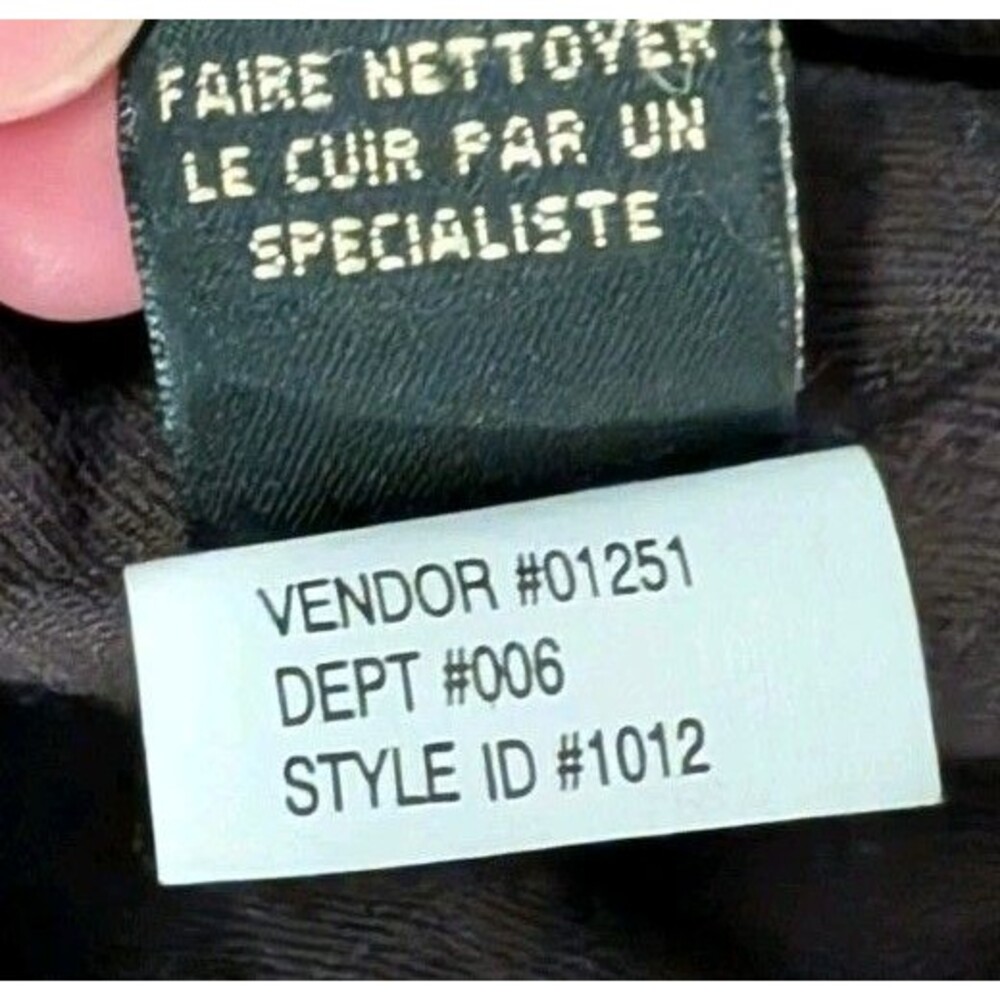 FAIRE NETTOYER
LE CUIR PAR UN
SPECIALISTE
VENDOR #01251
DEPT #006
STYLE ID #1012